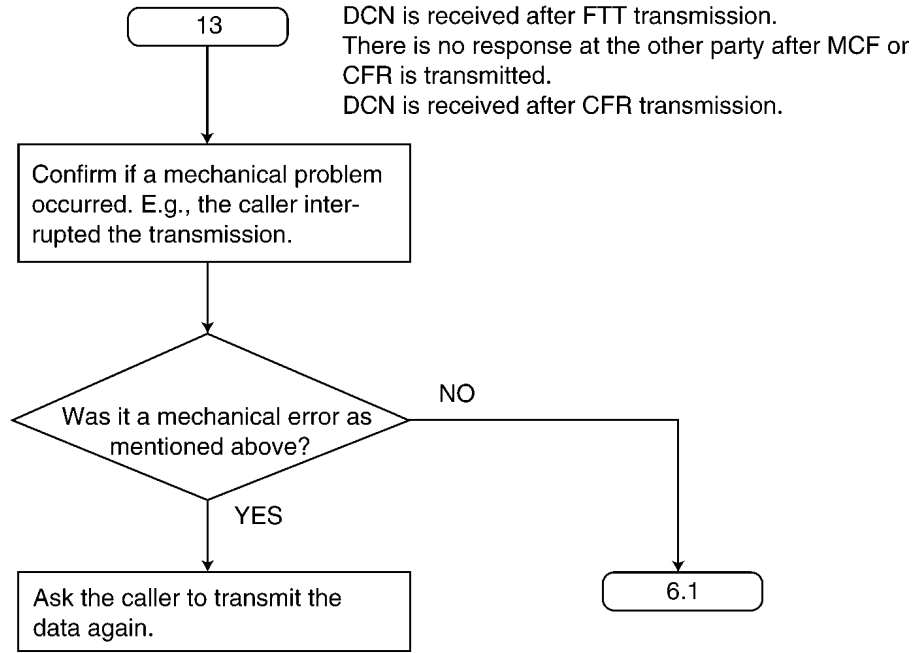 13
DCN is received after FTT transmission.
There is no response at the other party after MCF or
CFR is transmitted.
DCN is received after CFR transmission.
Confirm if a mechanical problem
occurred. E.g., the caller inter-
rupted the transmission.
Was it a mechanical error as
mentioned above?
NO
YES
Ask the caller to transmit the
data again.
6.1